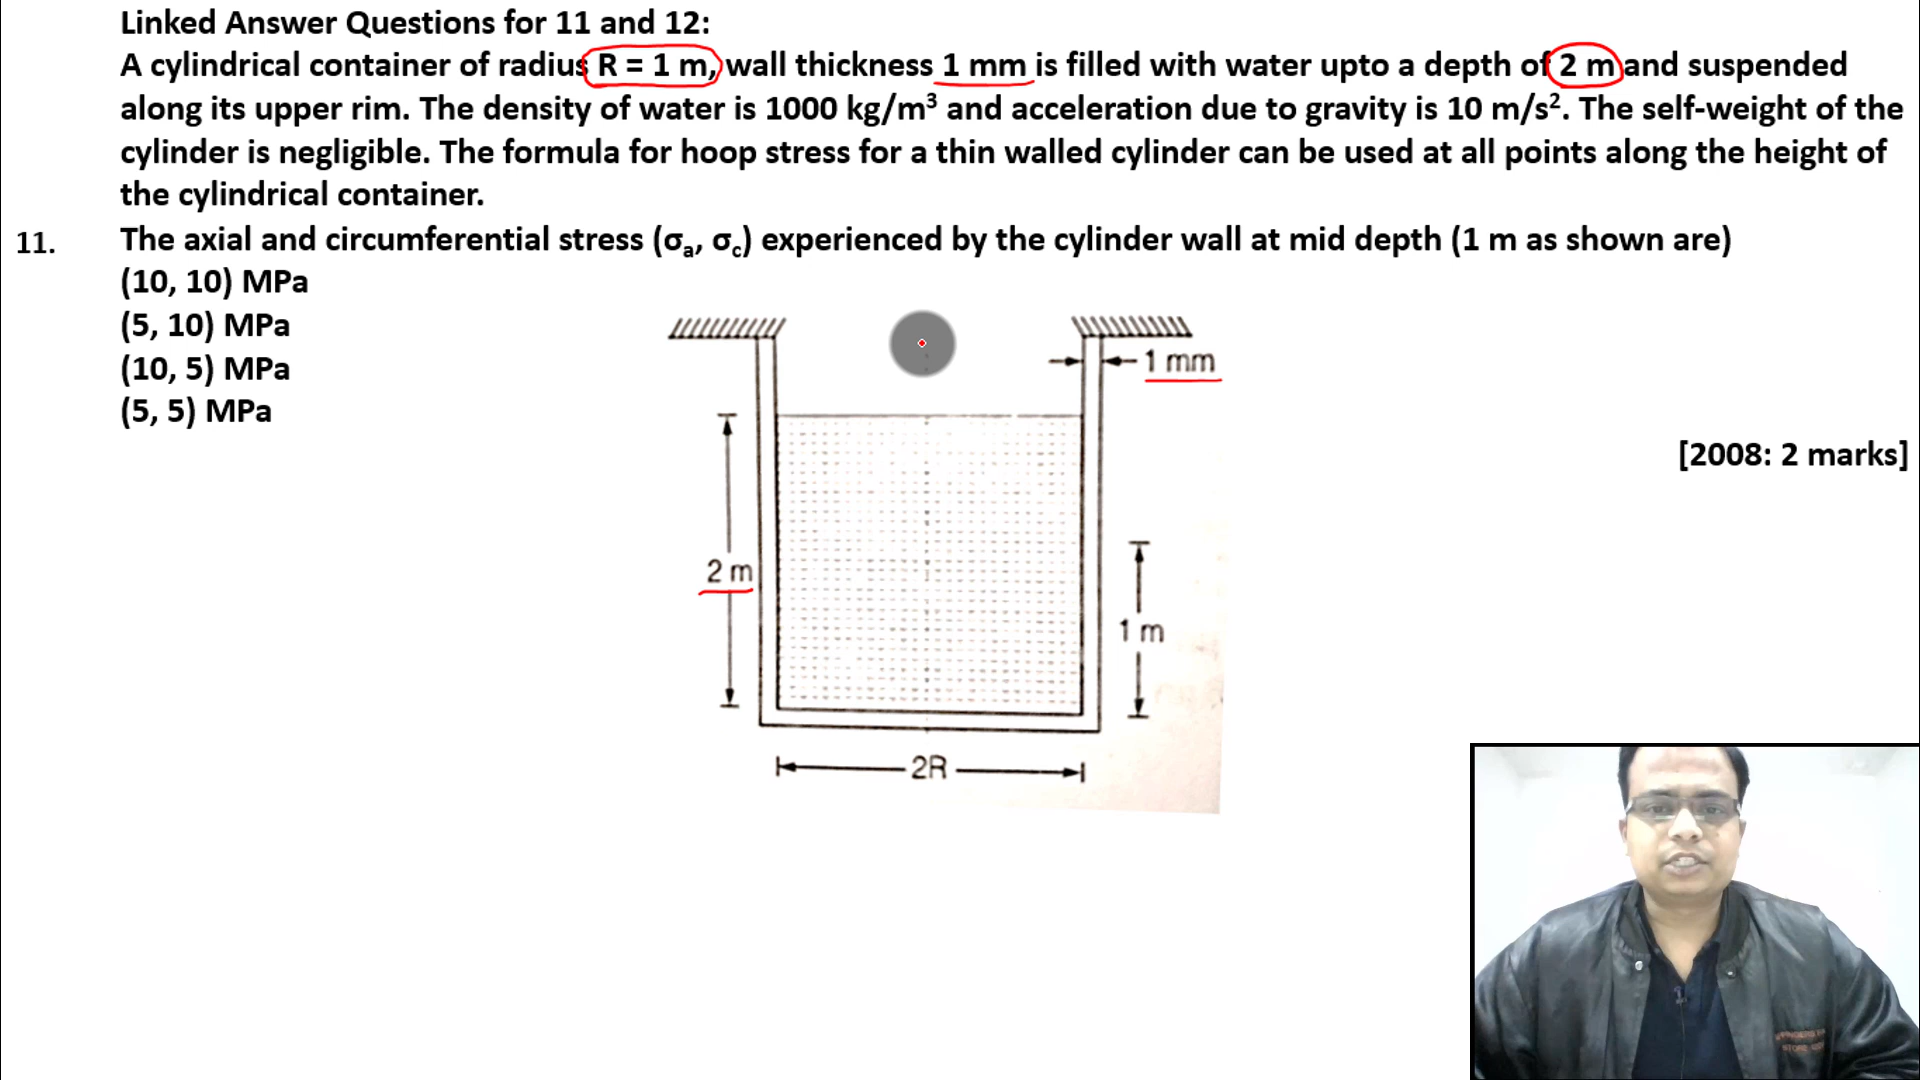 Linked Answer Questions for 11 and 12:
A cylindrical container of radius R = 1 m, wall thickness 1 mm is filled with water upto a depth of 2 m and suspended
along its upper rim. The density of water is 1000 kg/m³ and acceleration due to gravity is 10 m/s². The self-weight of the
cylinder is negligible. The formula for hoop stress for a thin walled cylinder can be used at all points along the height of
the cylindrical container.
11. The axial and circumferential stress (σₐ, σ꜀) experienced by the cylinder wall at mid depth (1 m as shown are)
(10, 10) MPa
(5, 10) MPa
(10, 5) MPa
(5, 5) MPa
1 mm
[2008: 2 marks]
2 m
1 m
2R